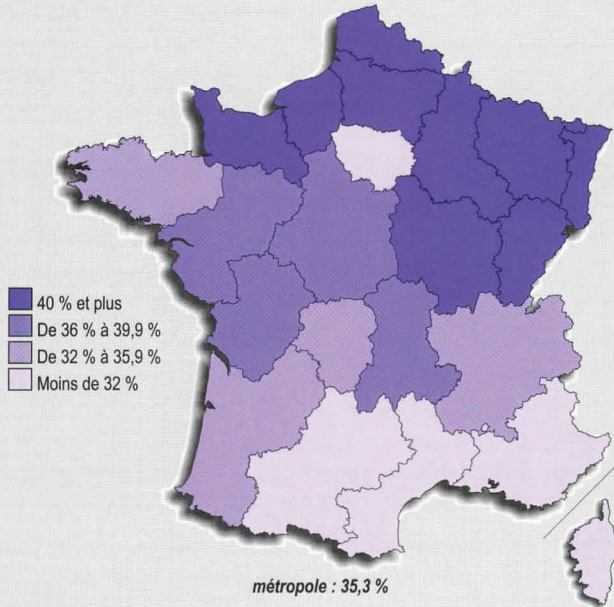 40 % et plus
De 36 % à 39,9 %
De 32 % à 35,9 %
Moins de 32 %
métropole : 35,3 %